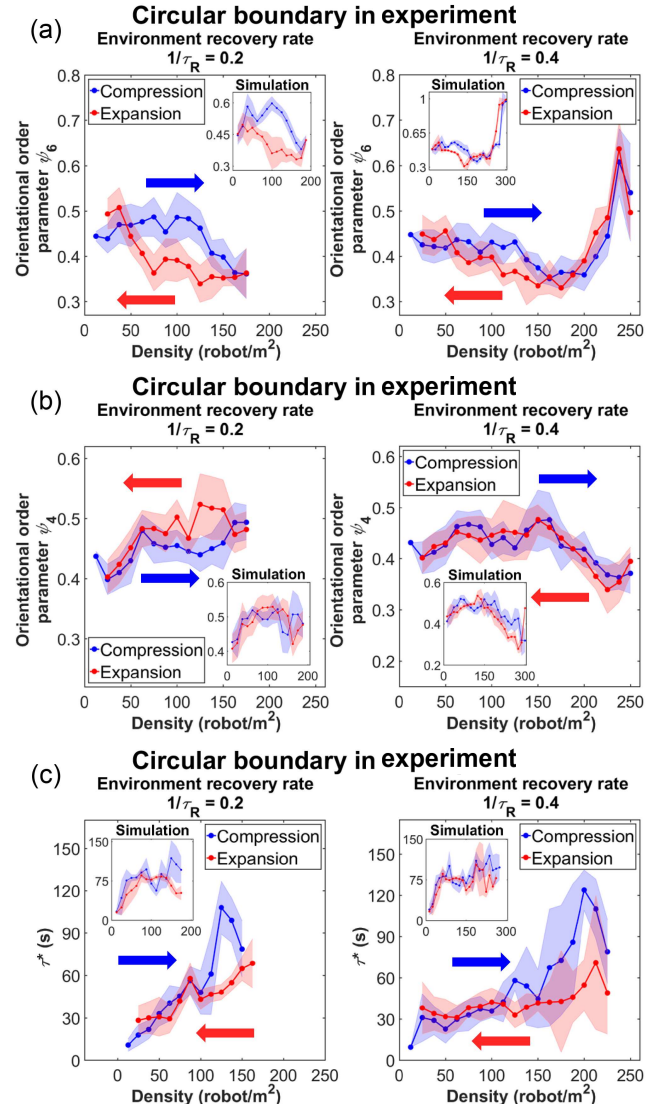 (a)
Circular boundary in experiment
Environment recovery rate
1/τR = 0.2
Environment recovery rate
1/τR = 0.4
Orientational order
parameter ψ6
0.8
0.7
0.6
0.5
0.4
0.3
Compression
Expansion
Simulation
0.6
0.45
0.3
0 100 200
0 50 100 150 200 250
Density (robot/m2)
Orientational order
parameter ψ6
0.8
0.7
0.6
0.5
0.4
0.3
Simulation
1
0.65
0.3
0 150 300
Compression
Expansion
0 50 100 150 200 250
Density (robot/m2)
(b)
Circular boundary in experiment
Environment recovery rate
1/τR = 0.2
Environment recovery rate
1/τR = 0.4
Orientational order
parameter ψ4
0.6
0.5
0.4
0.3
Simulation
0.6
0.5
0.4
0.3
0 100 200
Compression
Expansion
0 50 100 150 200 250
Density (robot/m2)
Orientational order
parameter ψ4
0.6
0.5
0.4
0.3
0.2
Compression
Expansion
Simulation
0.6
0.4
0.2
0 150 300
0 50 100 150 200 250
Density (robot/m2)
(c)
Circular boundary in experiment
Environment recovery rate
1/τR = 0.2
Environment recovery rate
1/τR = 0.4
τ* (s)
150
120
90
60
30
0
Simulation
150
75
0
0 100 200
Compression
Expansion
0 50 100 150 200 250
Density (robot/m2)
τ* (s)
150
120
90
60
30
0
Simulation
150
75
0
0 150 300
Compression
Expansion
0 50 100 150 200 250
Density (robot/m2)